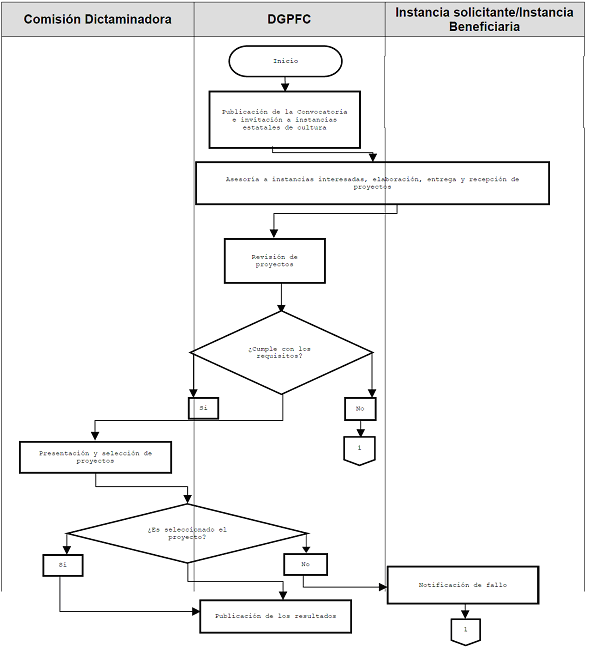 Comisión Dictaminadora
DGPFC
Instancia solicitante/Instancia
Beneficiaria
Inicio
Publicación de la Convocatoria
e invitación a instancias
estatales de cultura
Asesoría a instancias interesadas, elaboración, entrega y recepción de
proyectos
Revisión de
proyectos
¿Cumple con los
requisitos?
Si
No
1
Presentación y selección de
proyectos
¿Es seleccionado el
proyecto?
Si
No
Notificación de fallo
Publicación de los resultados
1